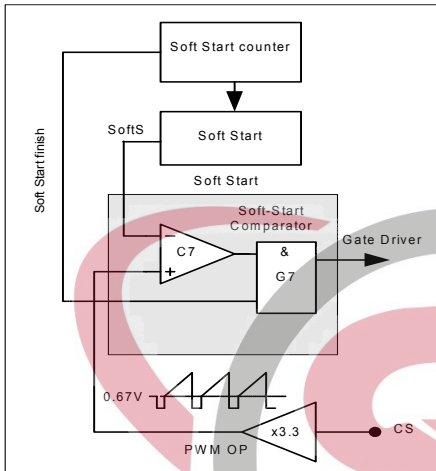 Soft Start counter
SoftS
Soft Start
Soft Start finish
Soft Start
Soft-Start
Comparator
C7
&
G7
Gate Driver
0.67V
x3.3
CS
PWM OP